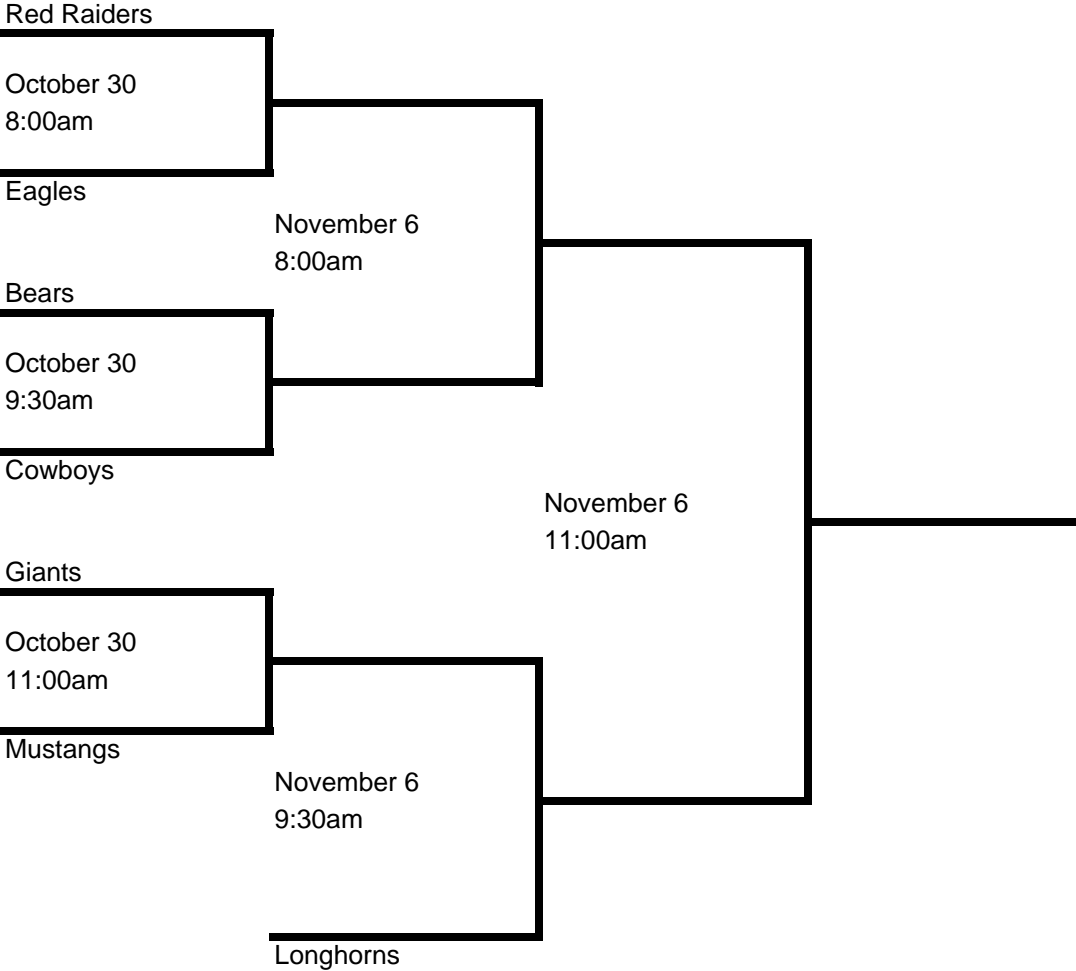 Red Raiders
October 30
8:00am
Eagles
November 6
8:00am
Bears
October 30
9:30am
Cowboys
November 6
11:00am
Giants
October 30
11:00am
Mustangs
November 6
9:30am
Longhorns